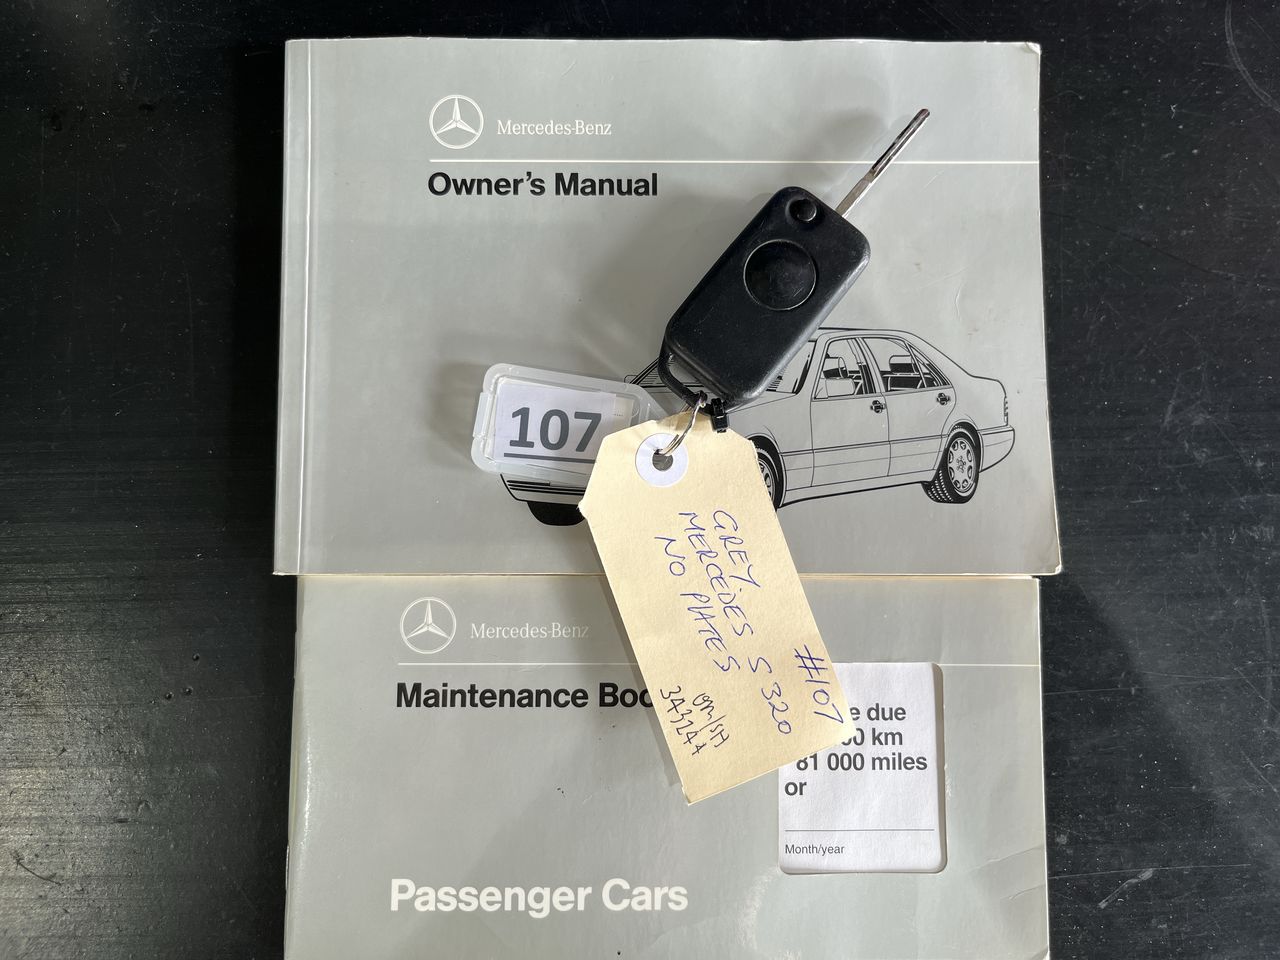 Mercedes-Benz
Owner's Manual
107
GREY.
MERCEDES S 320
NO PLATES
#107
Mercedes-Benz
Maintenance
due
km
81 000 miles
or
Month/year
Passenger Cars